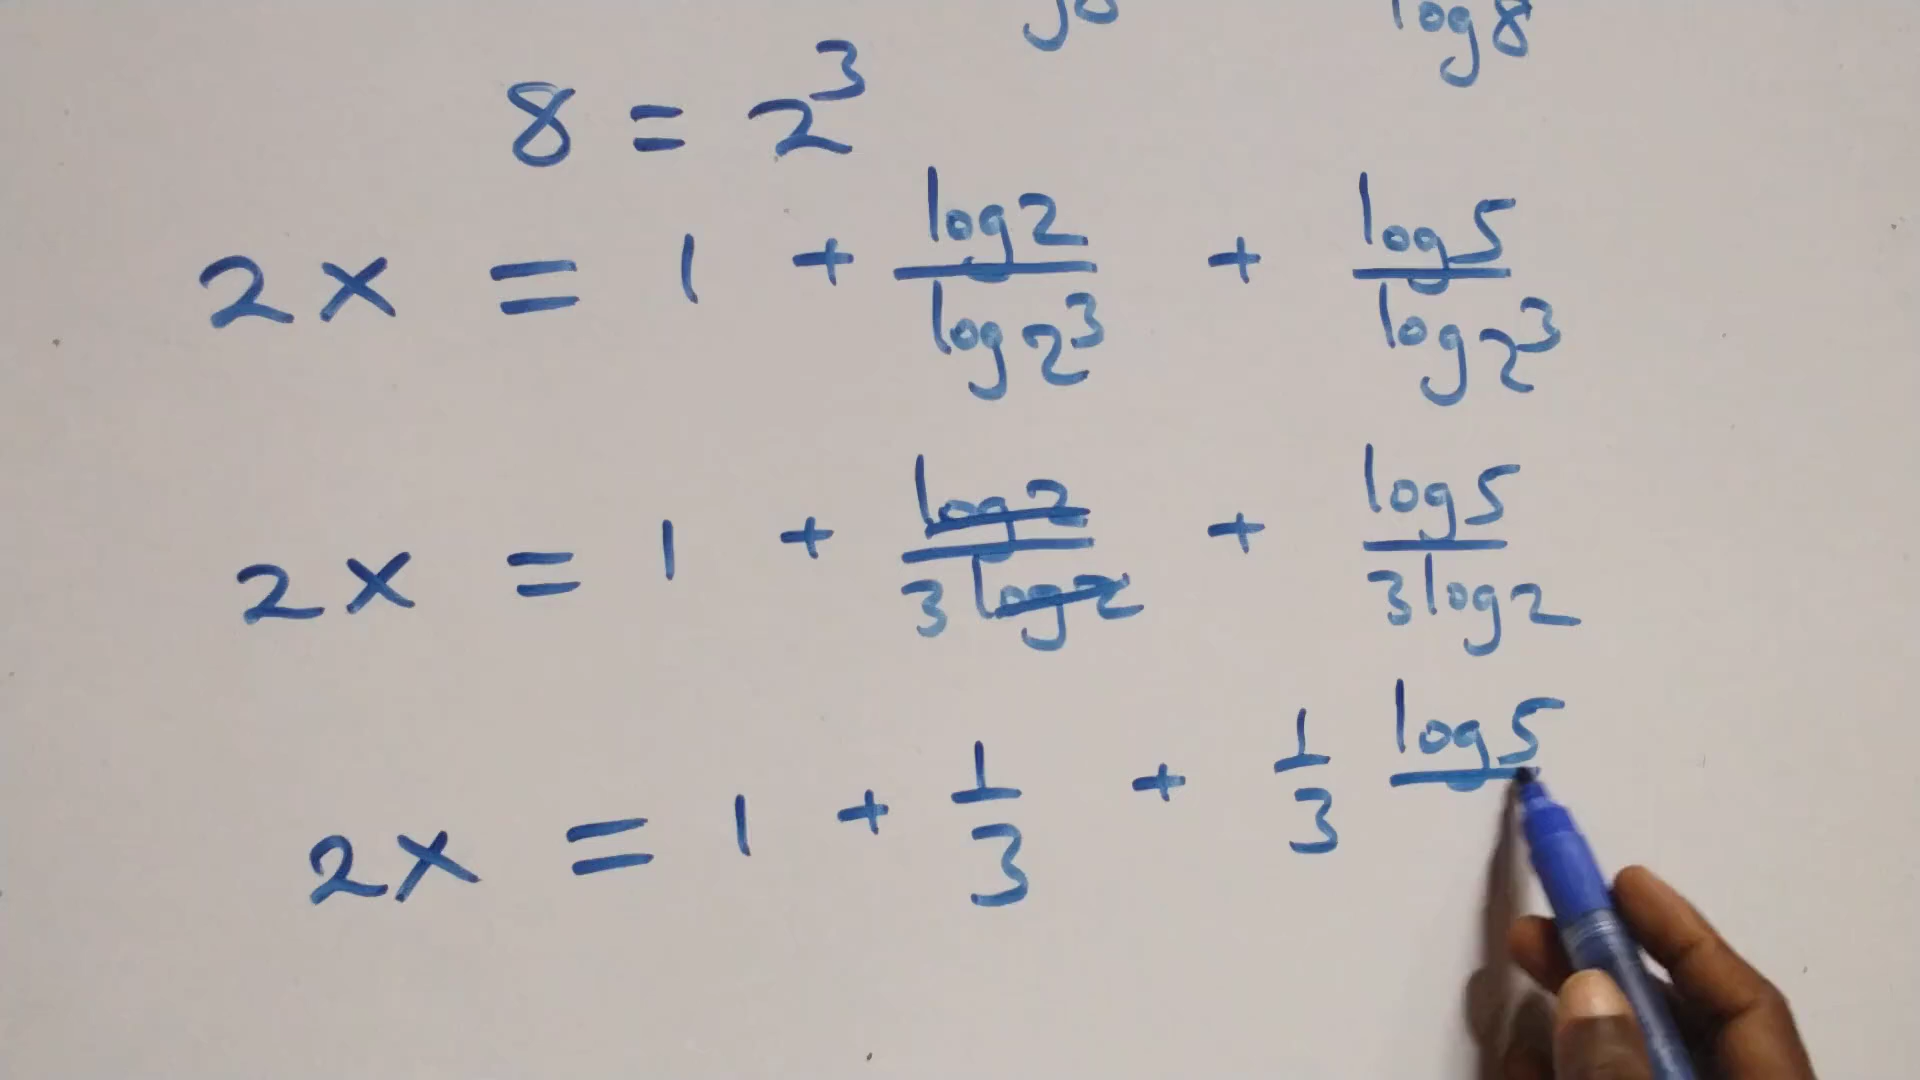 log8
8 = 2³
2x = 1 + log2/log2³ + log5/log2³
2x = 1 + log2/3log2 + log5/3log2
2x = 1 + 1/3 + 1/3 log5